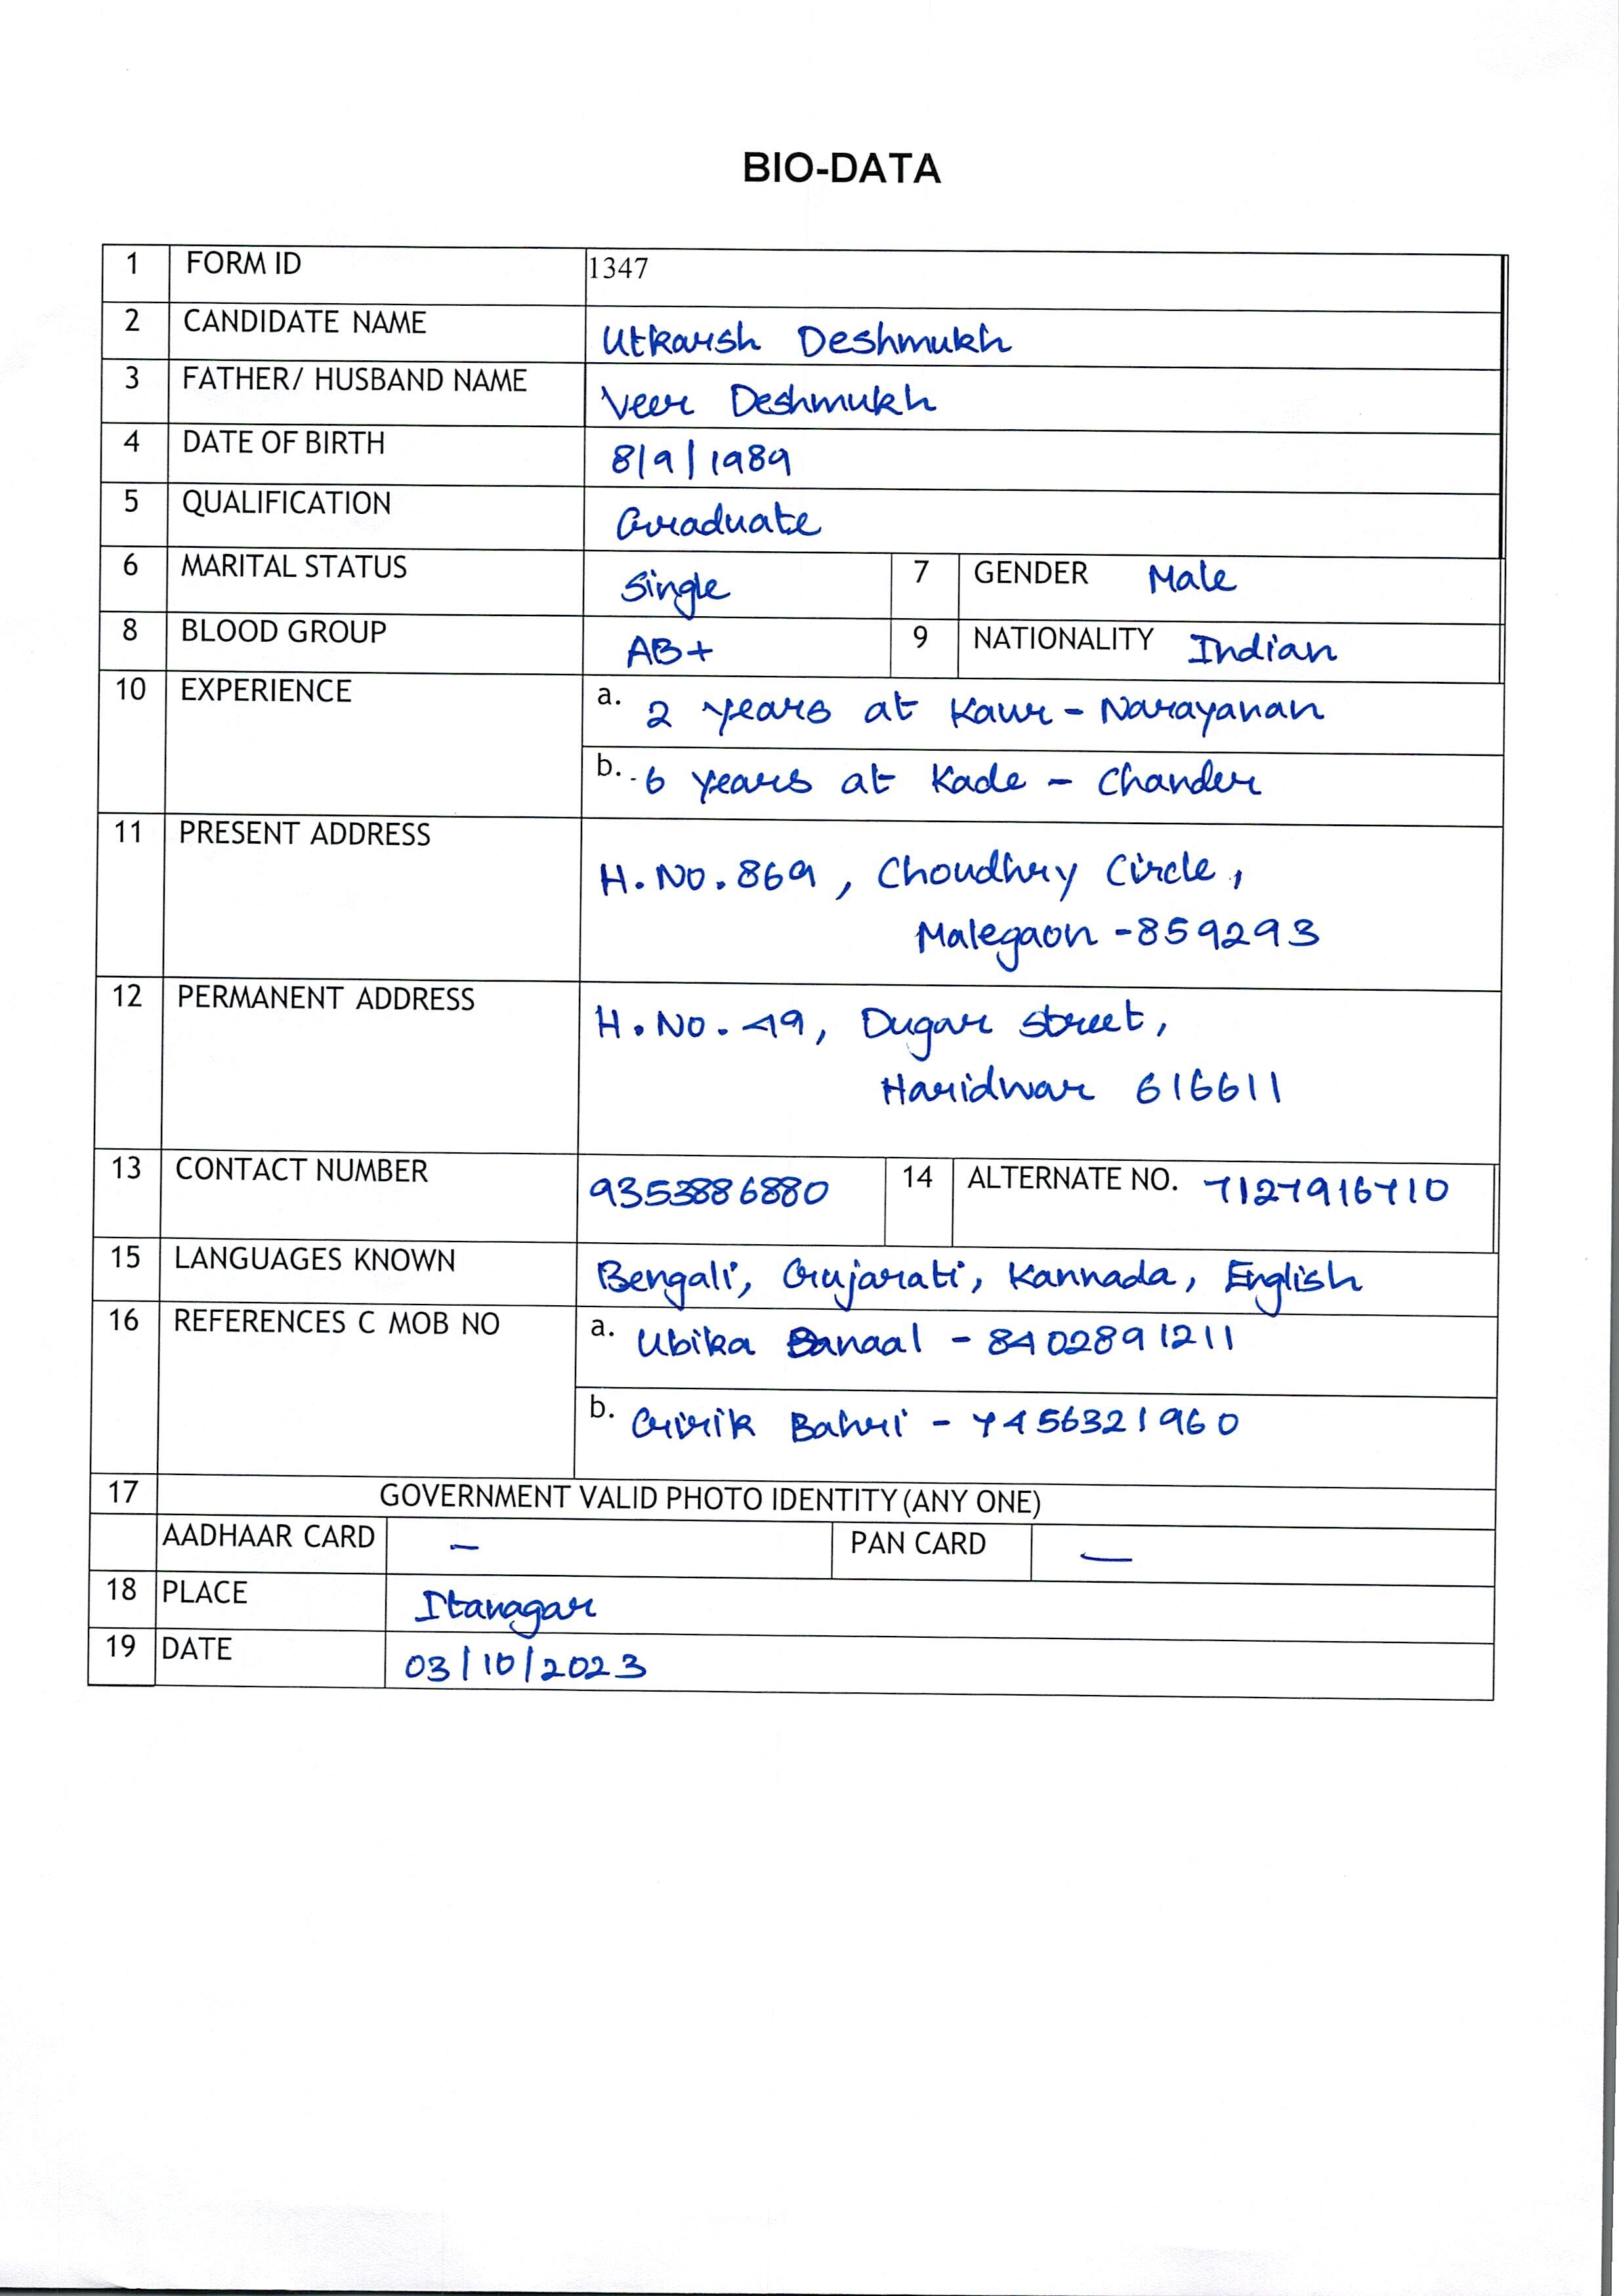 BIO-DATA
1 FORM ID 1347
2 CANDIDATE NAME Utkarsh Deshmukh
3 FATHER/ HUSBAND NAME Veer Deshmukh
4 DATE OF BIRTH 8/9/1989
5 QUALIFICATION Graduate
6 MARITAL STATUS Single 7 GENDER Male
8 BLOOD GROUP AB+ 9 NATIONALITY Indian
10 EXPERIENCE a. 2 years at Kaur - Narayanan
b. 6 years at Kade - Chander
11 PRESENT ADDRESS
H. No. 869, Choudhry Circle,
Malegaon - 859293
12 PERMANENT ADDRESS
H. No. 49, Dugar Street,
Haridwar 616611
13 CONTACT NUMBER 9353886880 14 ALTERNATE NO. 7127916710
15 LANGUAGES KNOWN Bengali, Gujarati, Kannada, English
16 REFERENCES C MOB NO a. Ubika - 8402891211
b. Girik Bahri - 7456321960
17 GOVERNMENT VALID PHOTO IDENTITY (ANY ONE)
AADHAAR CARD - PAN CARD -
18 PLACE Itanagar
19 DATE 03/10/2023